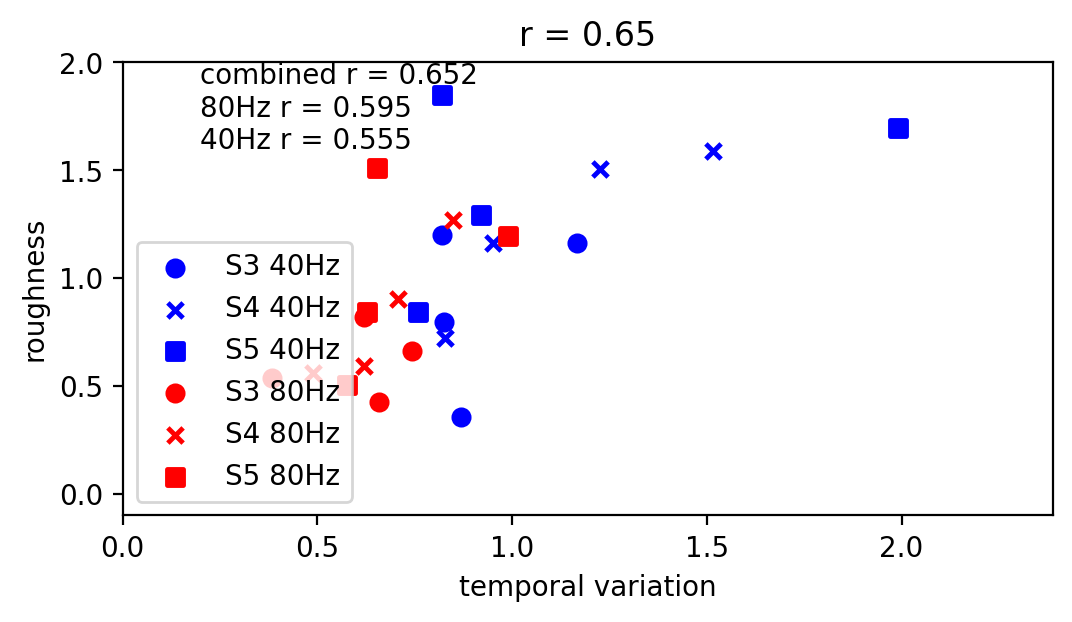 r = 0.65
combined r = 0.652
80Hz r = 0.595
40Hz r = 0.555
2.0
1.5
1.0
0.5
0.0
roughness
S3 40Hz
S4 40Hz
S5 40Hz
S3 80Hz
S4 80Hz
S5 80Hz
0.0 0.5 1.0 1.5 2.0
temporal variation